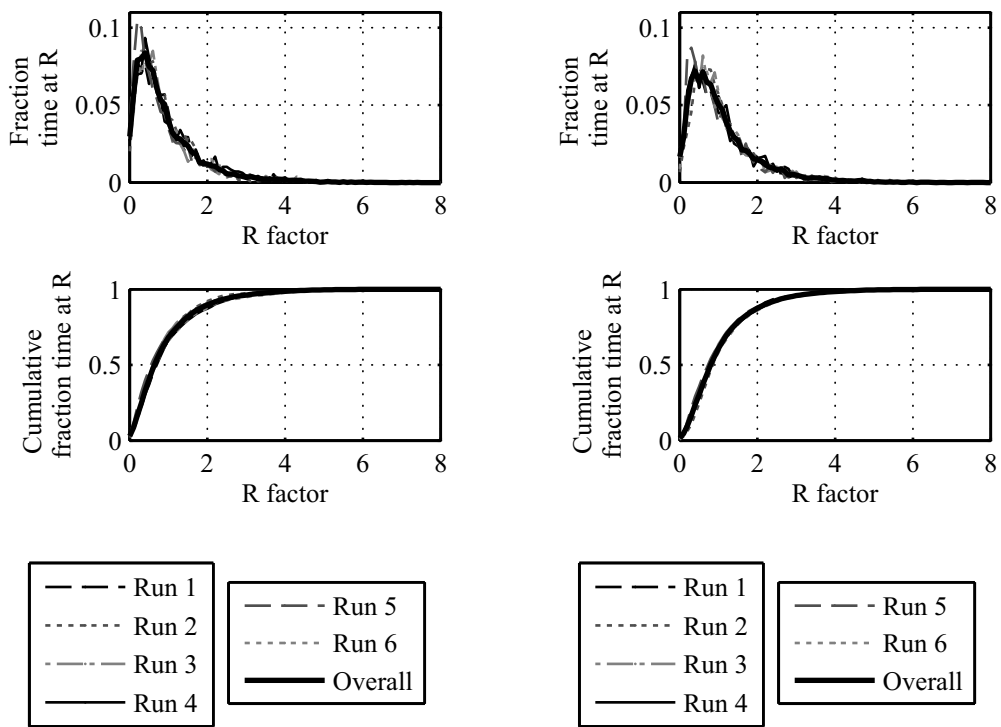 Fraction
time at R
0.1
0.05
0
0 2 4 6 8
R factor
Fraction
time at R
0.1
0.05
0
0 2 4 6 8
R factor
Cumulative
fraction time at R
1
0.5
0
0 2 4 6 8
R factor
Cumulative
fraction time at R
1
0.5
0
0 2 4 6 8
R factor
Run 1
Run 2
Run 3
Run 4
Run 5
Run 6
Overall
Run 1
Run 2
Run 3
Run 4
Run 5
Run 6
Overall